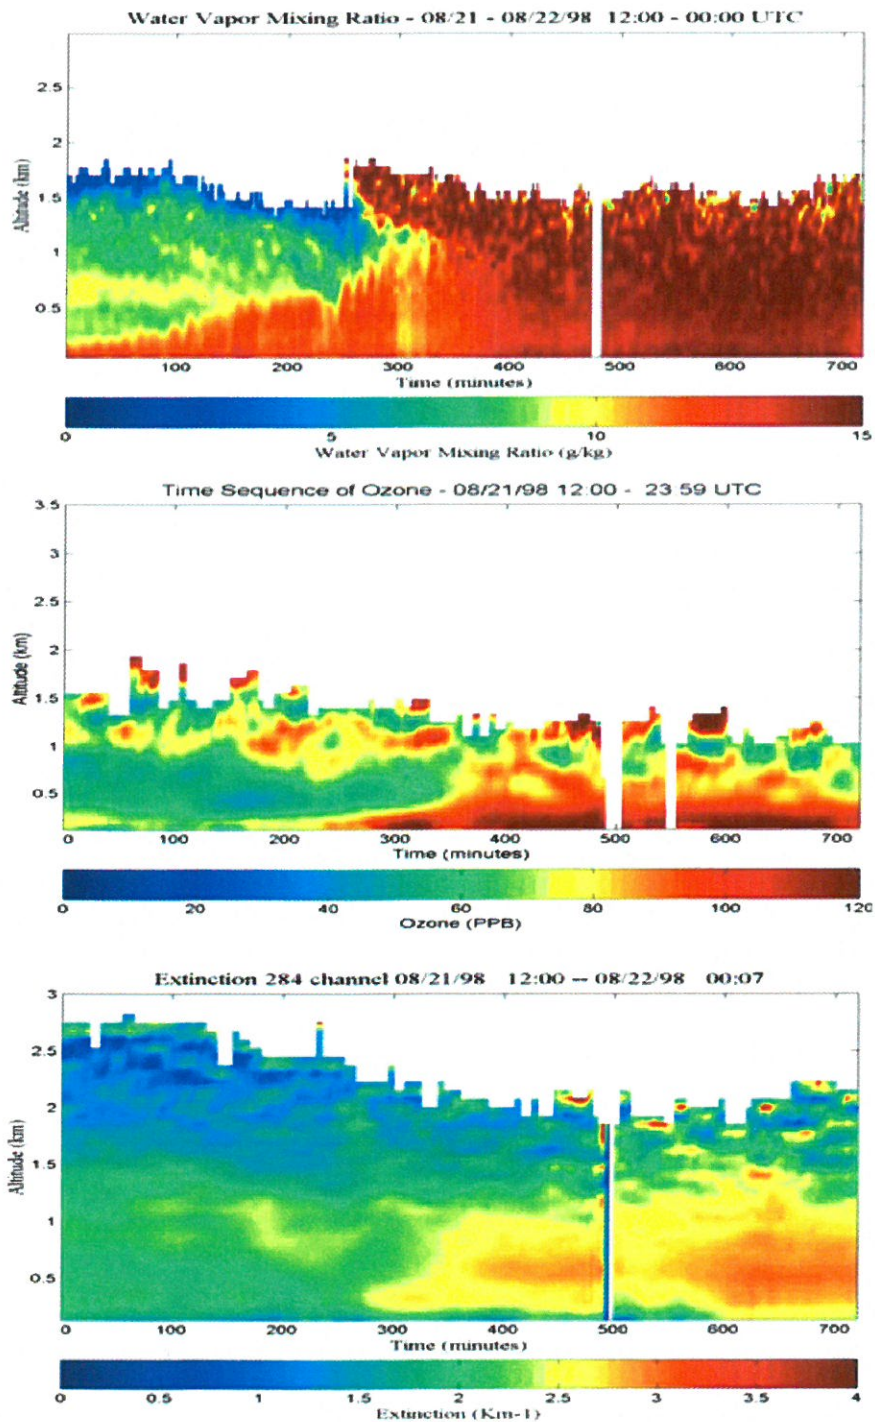 Water Vapor Mixing Ratio - 08/21 - 08/22/98 12:00 - 00:00 UTC
2.5
2
1.5
1
0.5
Altitude (km)
100 200 300 400 500 600 700
Time (minutes)
0 5 10 15
Water Vapor Mixing Ratio (g/kg)
Time Sequence of Ozone - 08/21/98 12:00 - 23 59 UTC
3.5
3
2.5
2
1.5
1
0.5
Altitude (km)
0 100 200 300 400 500 600 700
Time (minutes)
0 20 40 60 80 100 120
Ozone (PPB)
Extinction 284 channel 08/21/98 12:00 -- 08/22/98 00:07
3
2.5
2
1.5
1
0.5
Altitude (km)
0 100 200 300 400 500 600 700
Time (minutes)
0 0.5 1 1.5 2 2.5 3 3.5 4
Extinction (Km-1)